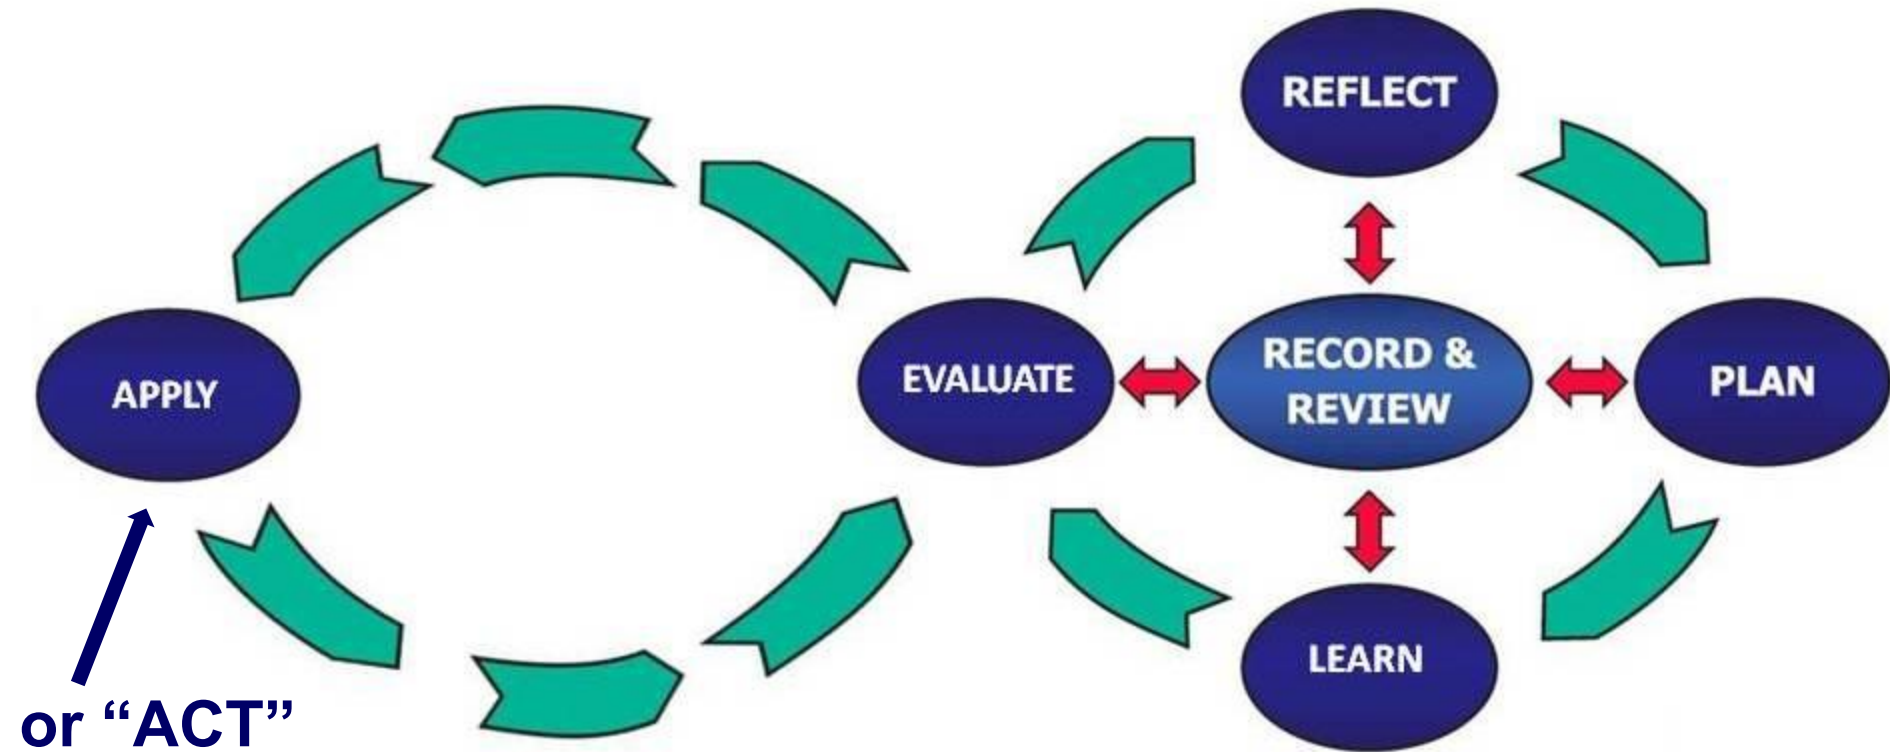 REFLECT
APPLY
EVALUATE
RECORD &
REVIEW
PLAN
LEARN
or “ACT”